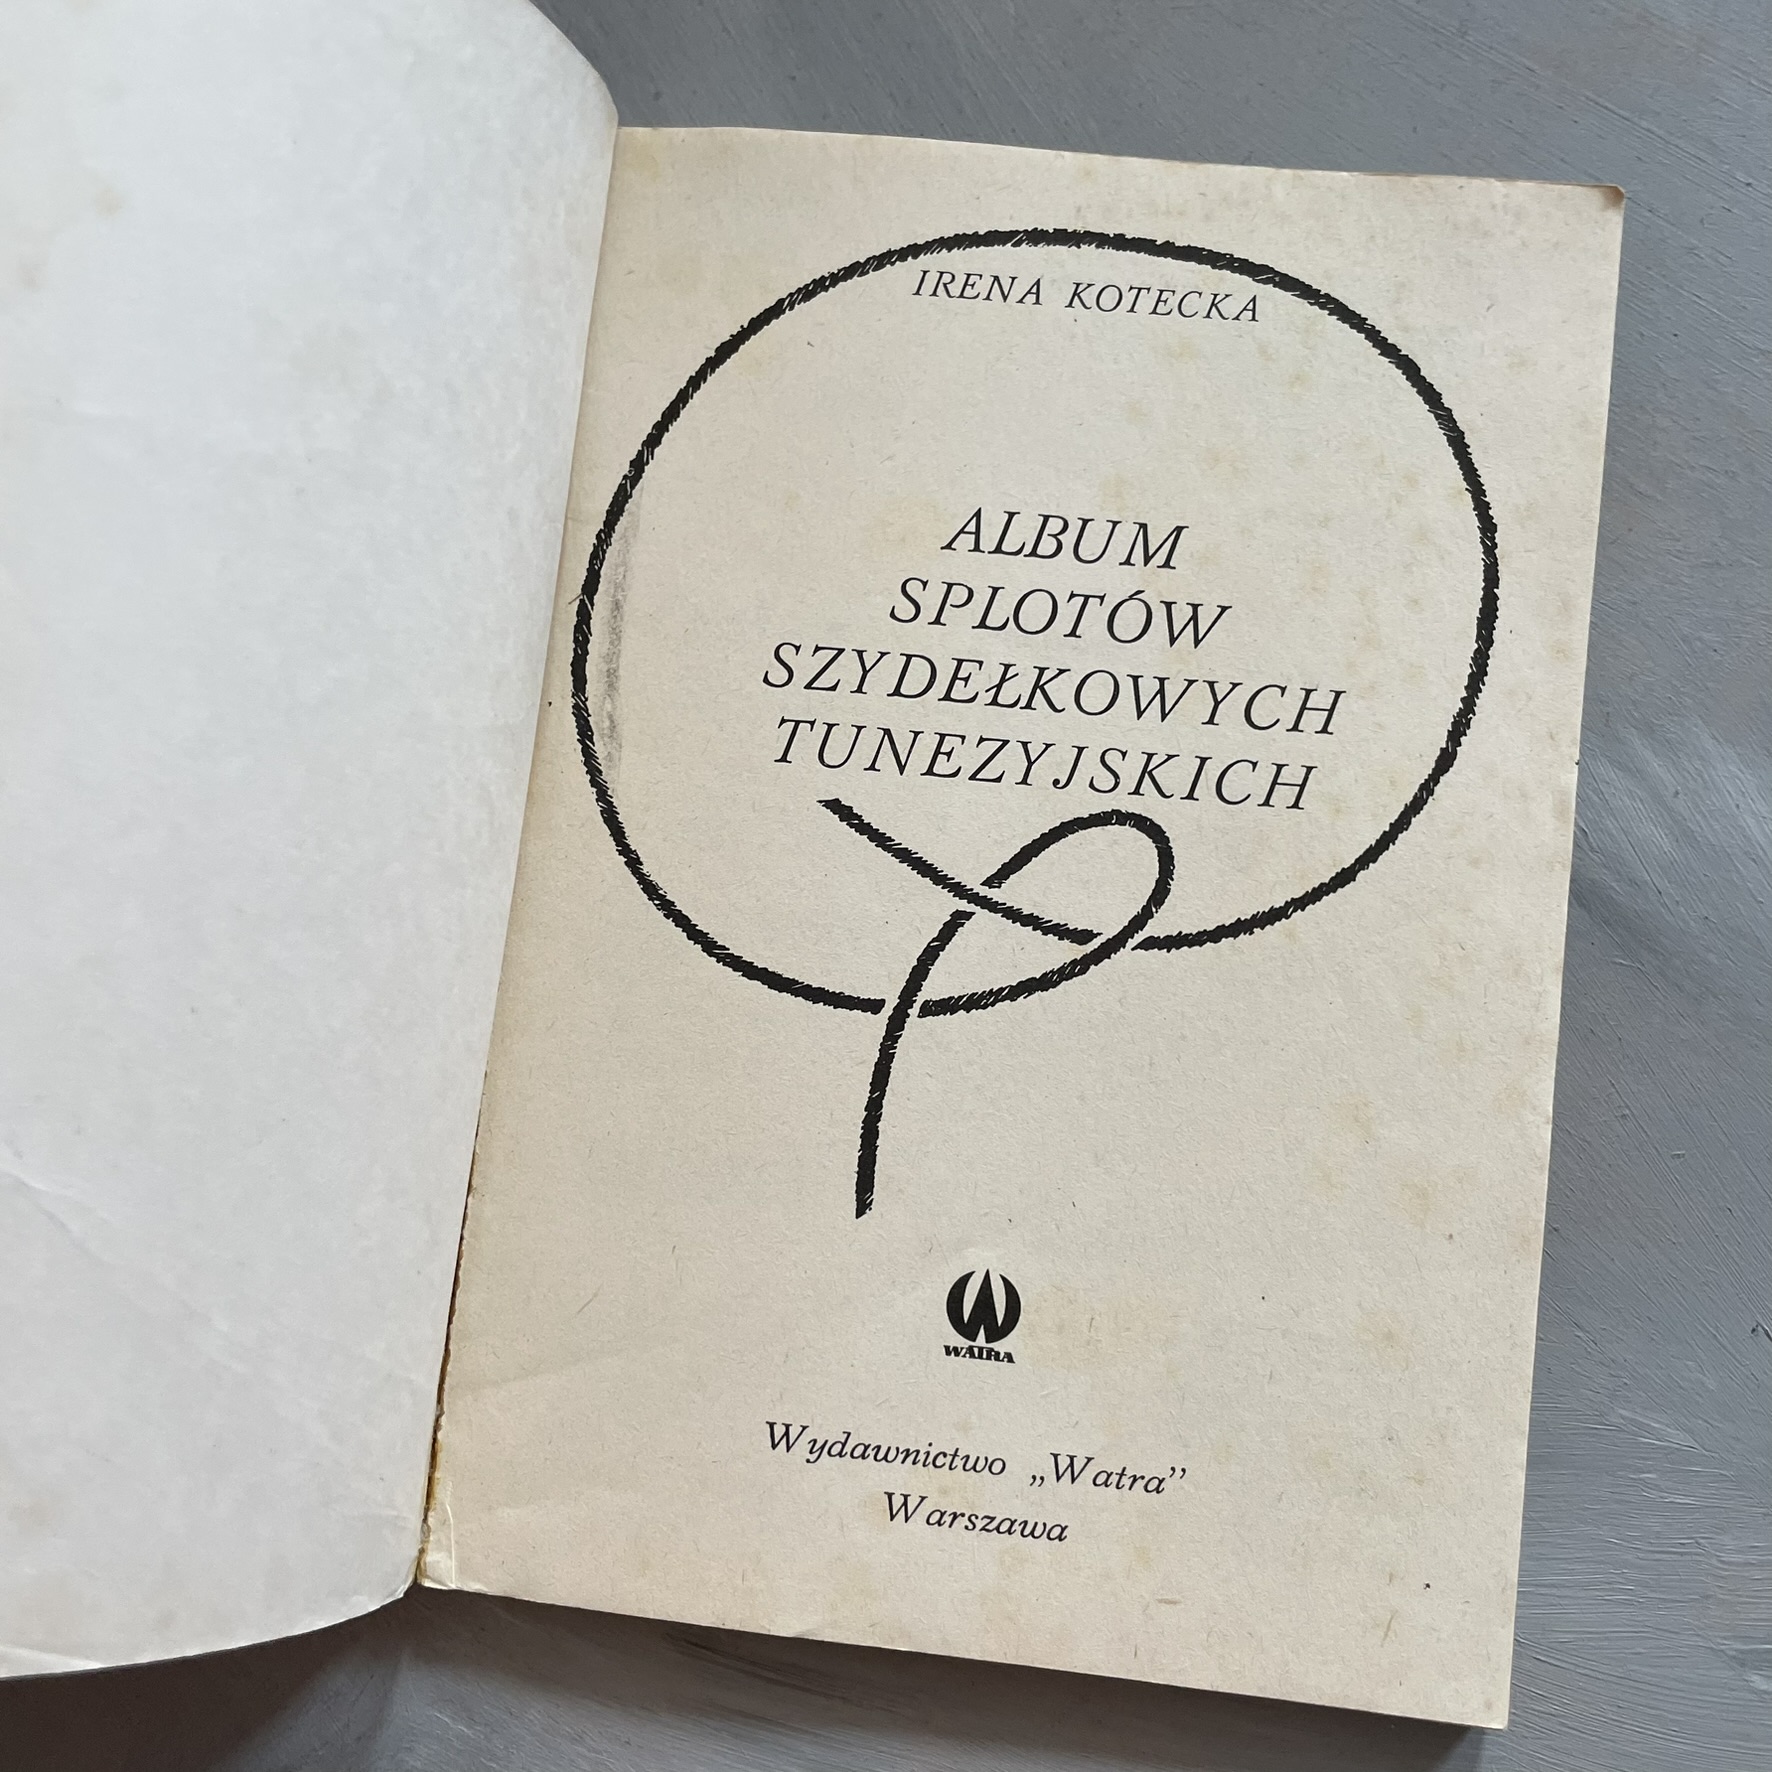 IRENA KOTECKA
ALBUM
SPLOTÓW
SZYDEŁKOWYCH
TUNEZYJSKICH
WATRA
Wydawnictwo „Watra”
Warszawa